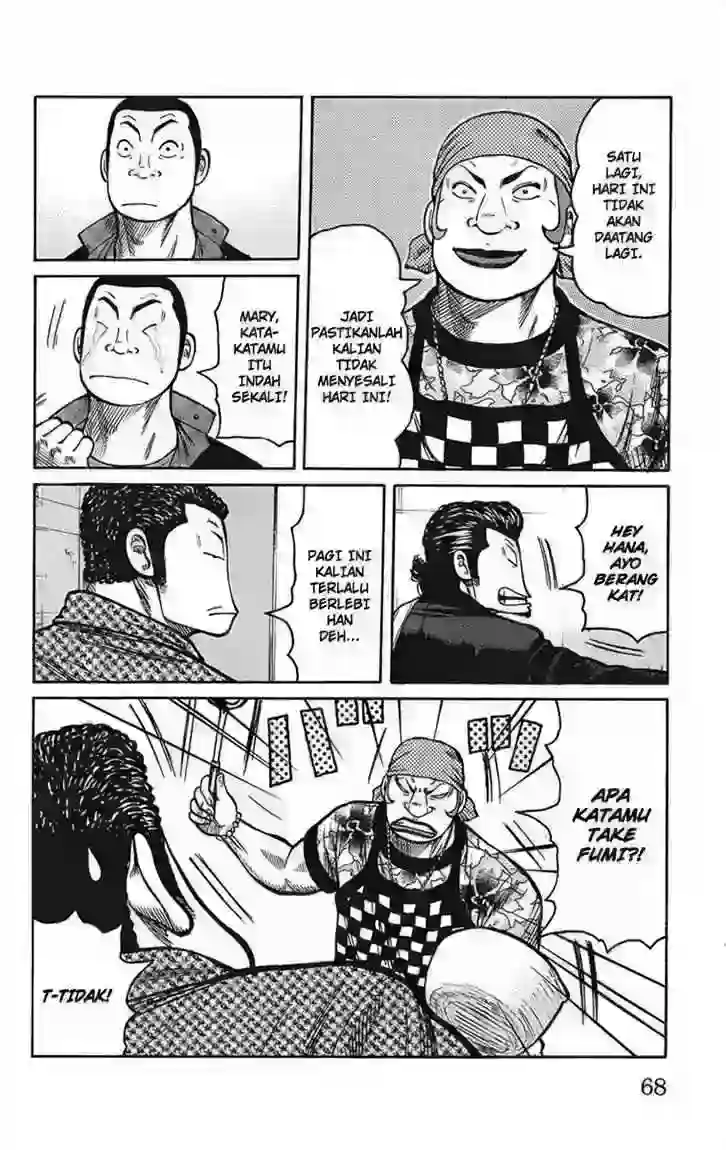 SATU
LAGI,
HARI INI
TIDAK
AKAN
DAATANG
LAGI.
JADI
PASTIKANLAH
KALIAN
TIDAK
MENYESALI
HARI INI!
MARY,
KATA-
KATAMU
ITU
INDAH
SEKALI!
HEY
HANA,
AYO
BERANG
KAT!
PAGI INI
KALIAN
TERLALU
BERLEBI
HAN
DEH...
APA
KATAMU
TAKE
FUMI?!
T-TIDAK!
68